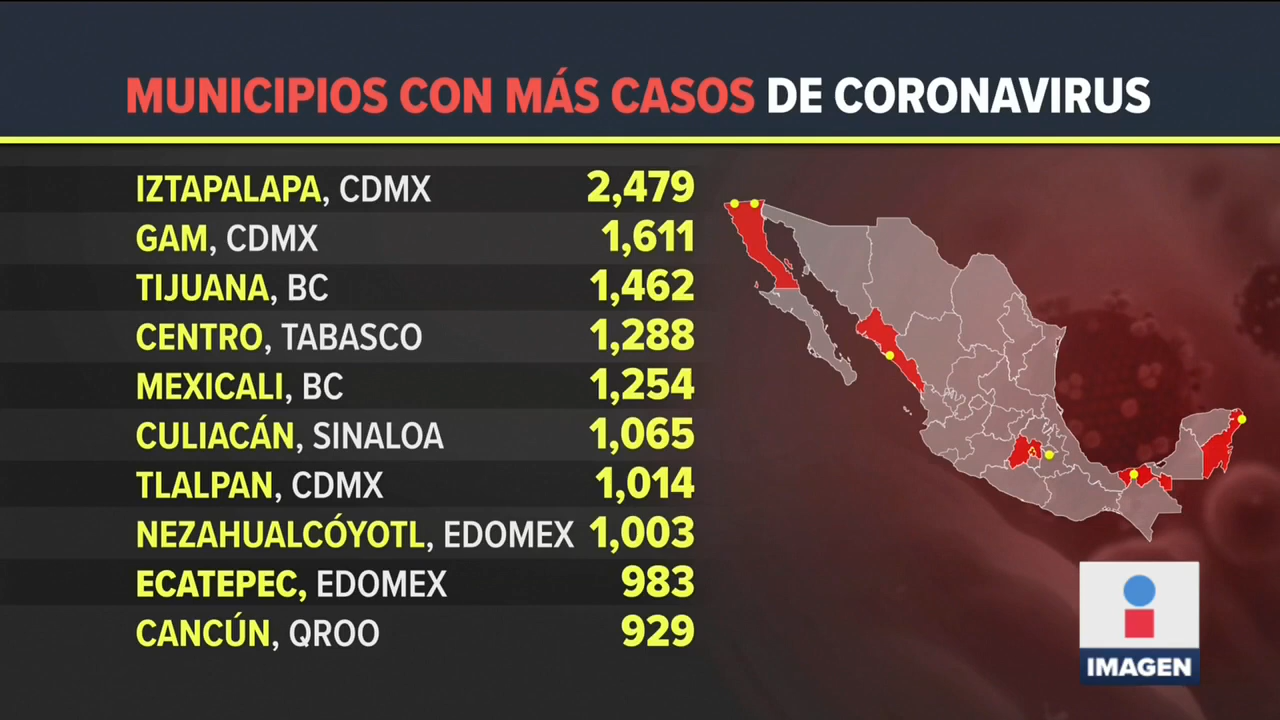 MUNICIPIOS CON MÁS CASOS DE CORONAVIRUS
IZTAPALAPA, CDMX 2,479
GAM, CDMX 1,611
TIJUANA, BC 1,462
CENTRO, TABASCO 1,288
MEXICALI, BC 1,254
CULIACÁN, SINALOA 1,065
TLALPAN, CDMX 1,014
NEZAHUALCÓYOTL, EDOMEX 1,003
ECATEPEC, EDOMEX 983
CANCÚN, QROO 929
IMAGEN